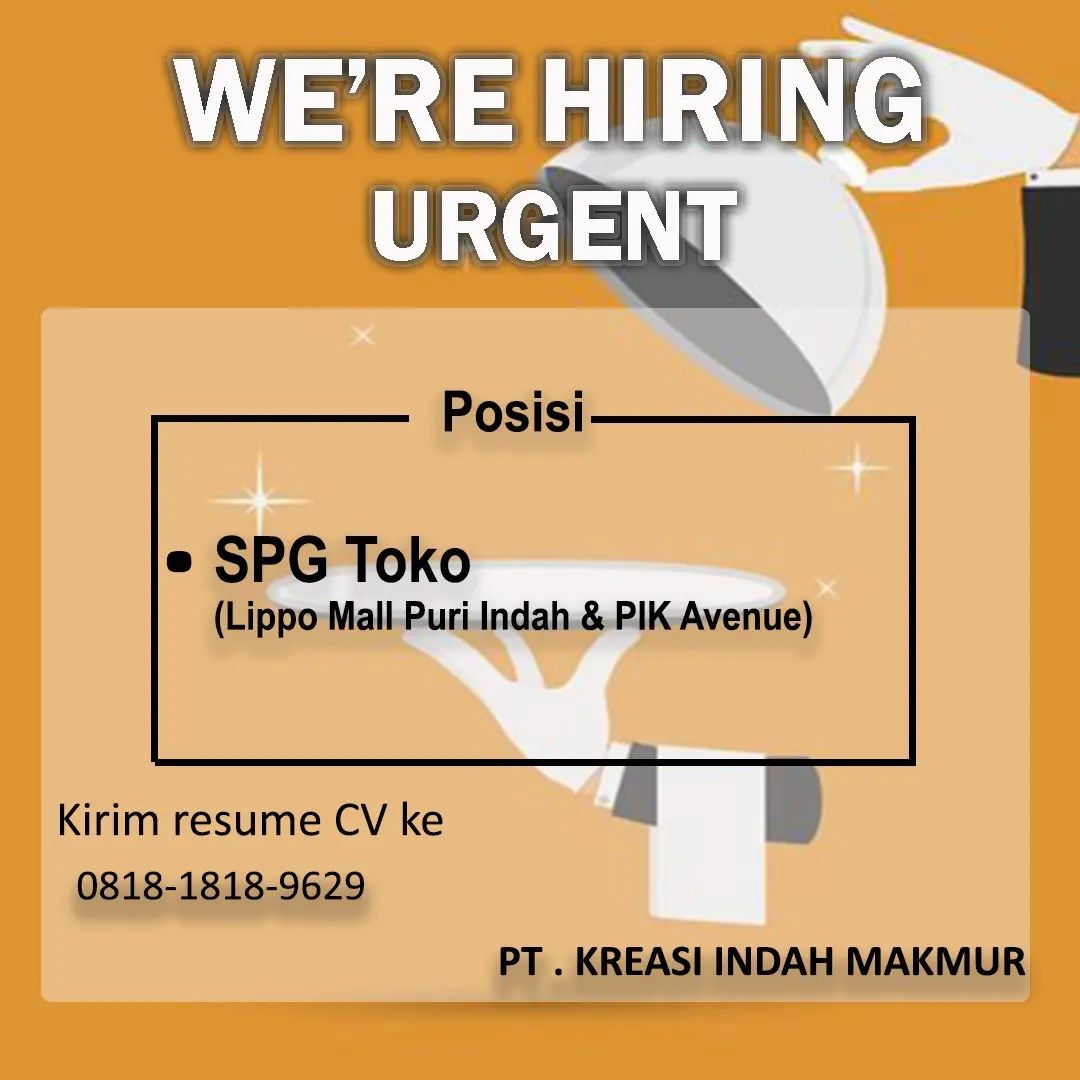 WE'RE HIRING
URGENT
Posisi
• SPG Toko
(Lippo Mall Puri Indah & PIK Avenue)
Kirim resume CV ke
0818-1818-9629
PT . KREASI INDAH MAKMUR